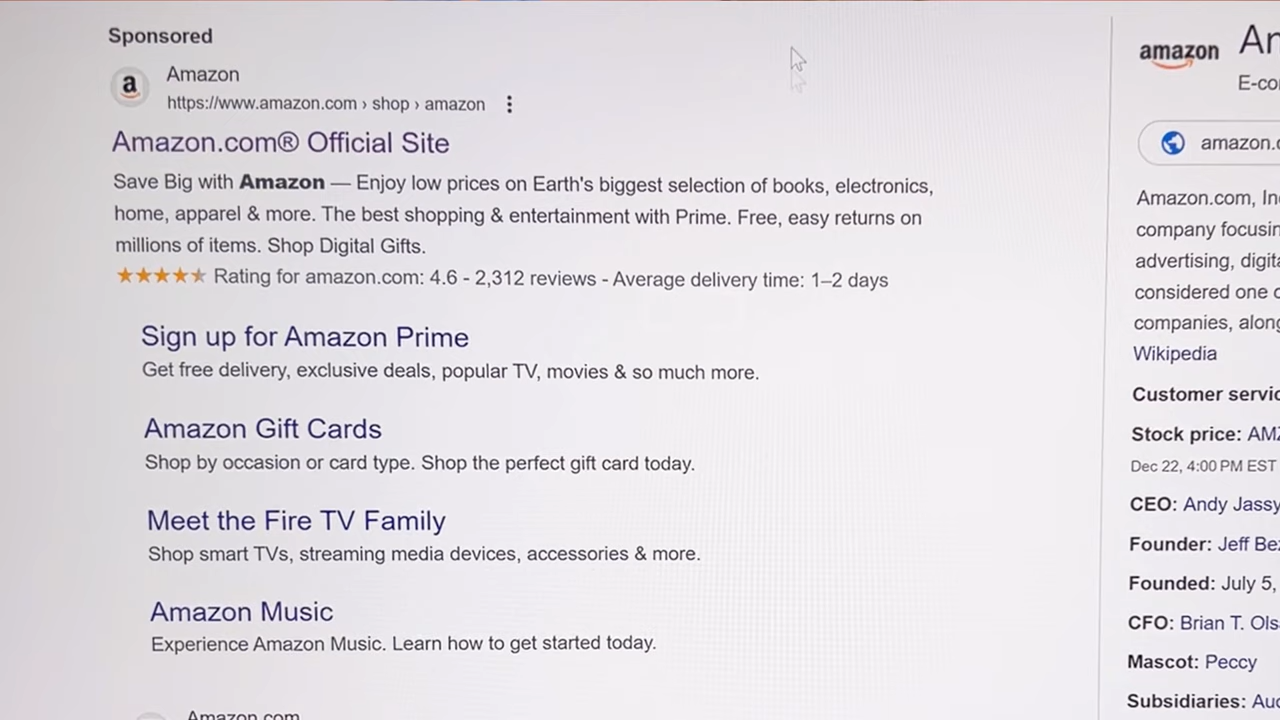 Sponsored
a
Amazon
https://www.amazon.com › shop › amazon
Amazon.com® Official Site
Save Big with Amazon — Enjoy low prices on Earth's biggest selection of books, electronics,
home, apparel & more. The best shopping & entertainment with Prime. Free, easy returns on
millions of items. Shop Digital Gifts.
Rating for amazon.com: 4.6 - 2,312 reviews - Average delivery time: 1–2 days
Sign up for Amazon Prime
Get free delivery, exclusive deals, popular TV, movies & so much more.
Amazon Gift Cards
Shop by occasion or card type. Shop the perfect gift card today.
Meet the Fire TV Family
Shop smart TVs, streaming media devices, accessories & more.
Amazon Music
Experience Amazon Music. Learn how to get started today.
Amazon.com
amazon
Am
E-co
amazon.c
Amazon.com, In
company focusin
advertising, digita
considered one o
companies, along
Wikipedia
Customer servic
Stock price: AMZ
Dec 22, 4:00 PM EST
CEO: Andy Jassy
Founder: Jeff Bez
Founded: July 5,
CFO: Brian T. Ols
Mascot: Peccy
Subsidiaries: Aud